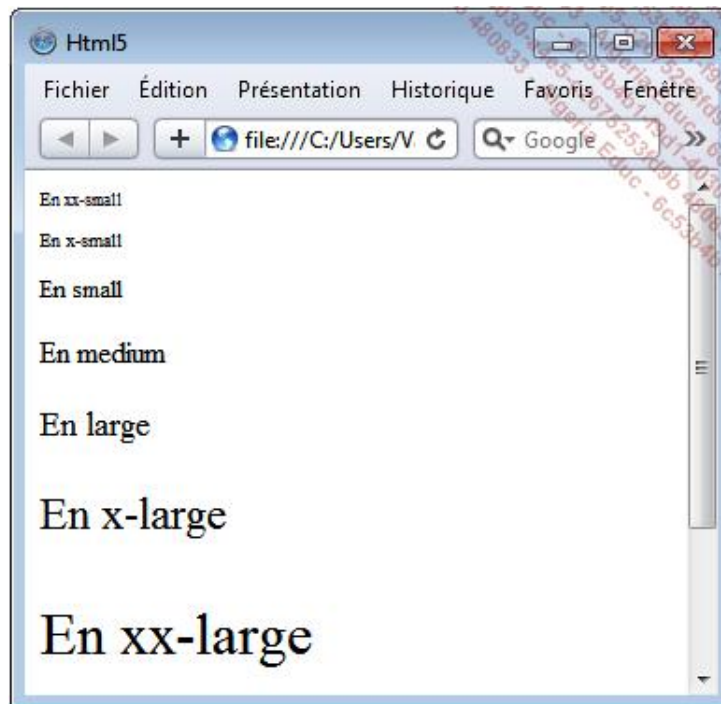 Html5
Fichier Édition Présentation Historique Favoris Fenêtre
file:///C:/Users/V Google
En xx-small
En x-small
En small
En medium
En large
En x-large
En xx-large